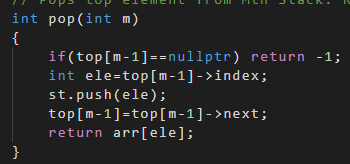 // Pops top element from Mth Stack. R
int pop(int m)
{
if(top[m-1]==nullptr) return -1;
int ele=top[m-1]->index;
st.push(ele);
top[m-1]=top[m-1]->next;
return arr[ele];
}